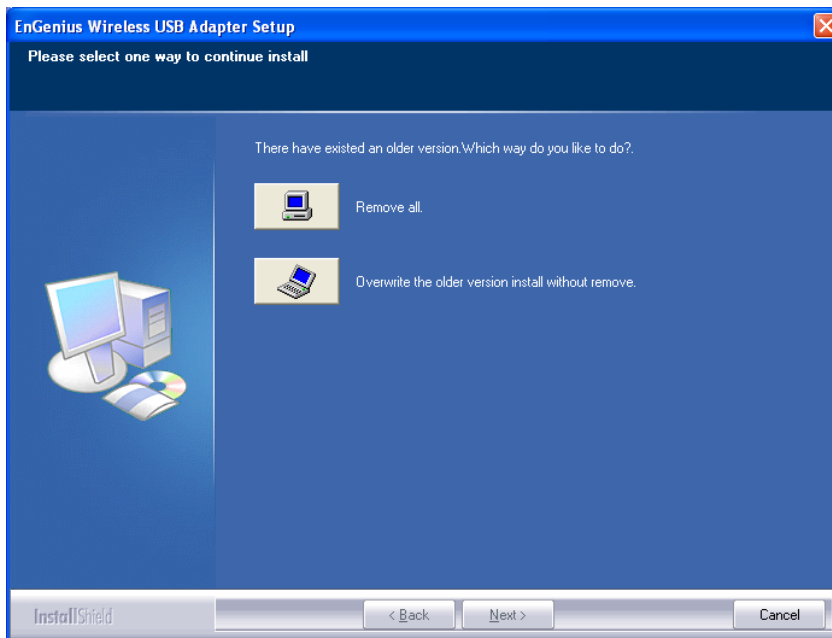 EnGenius Wireless USB Adapter Setup
Please select one way to continue install
There have existed an older version.Which way do you like to do?.
Remove all.
Overwrite the older version install without remove.
InstallShield
< Back
Next >
Cancel